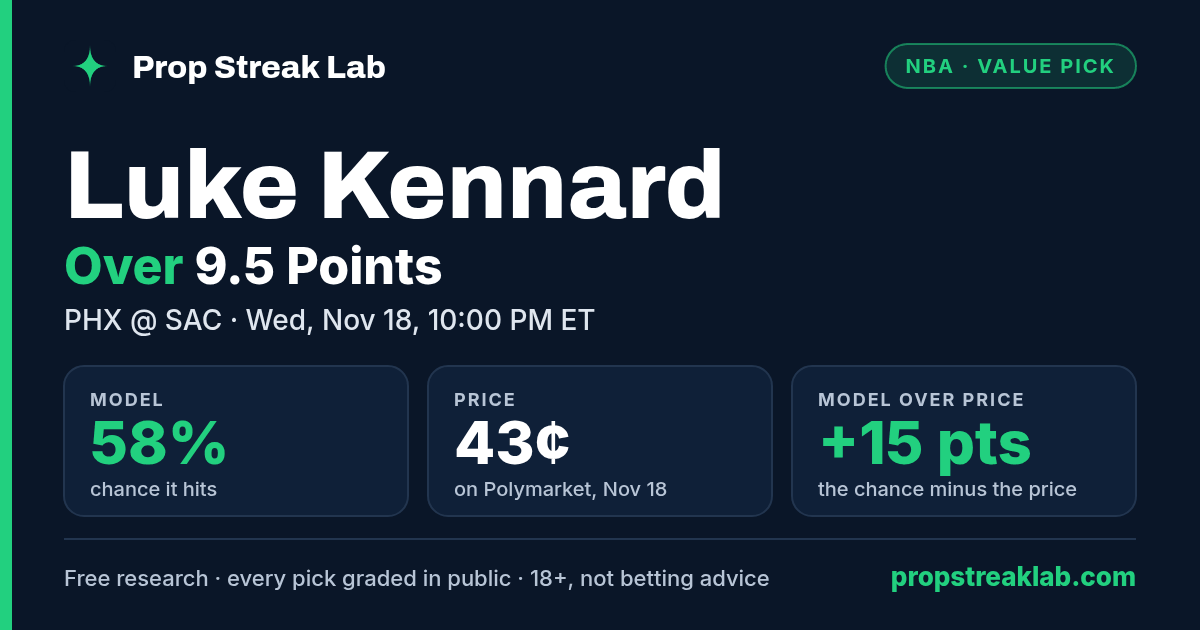 Prop Streak Lab
NBA · VALUE PICK
Luke Kennard
Over 9.5 Points
PHX @ SAC · Wed, Nov 18, 10:00 PM ET
MODEL
58%
chance it hits
PRICE
43¢
on Polymarket, Nov 18
MODEL OVER PRICE
+15 pts
the chance minus the price
Free research · every pick graded in public · 18+, not betting advice
propstreaklab.com